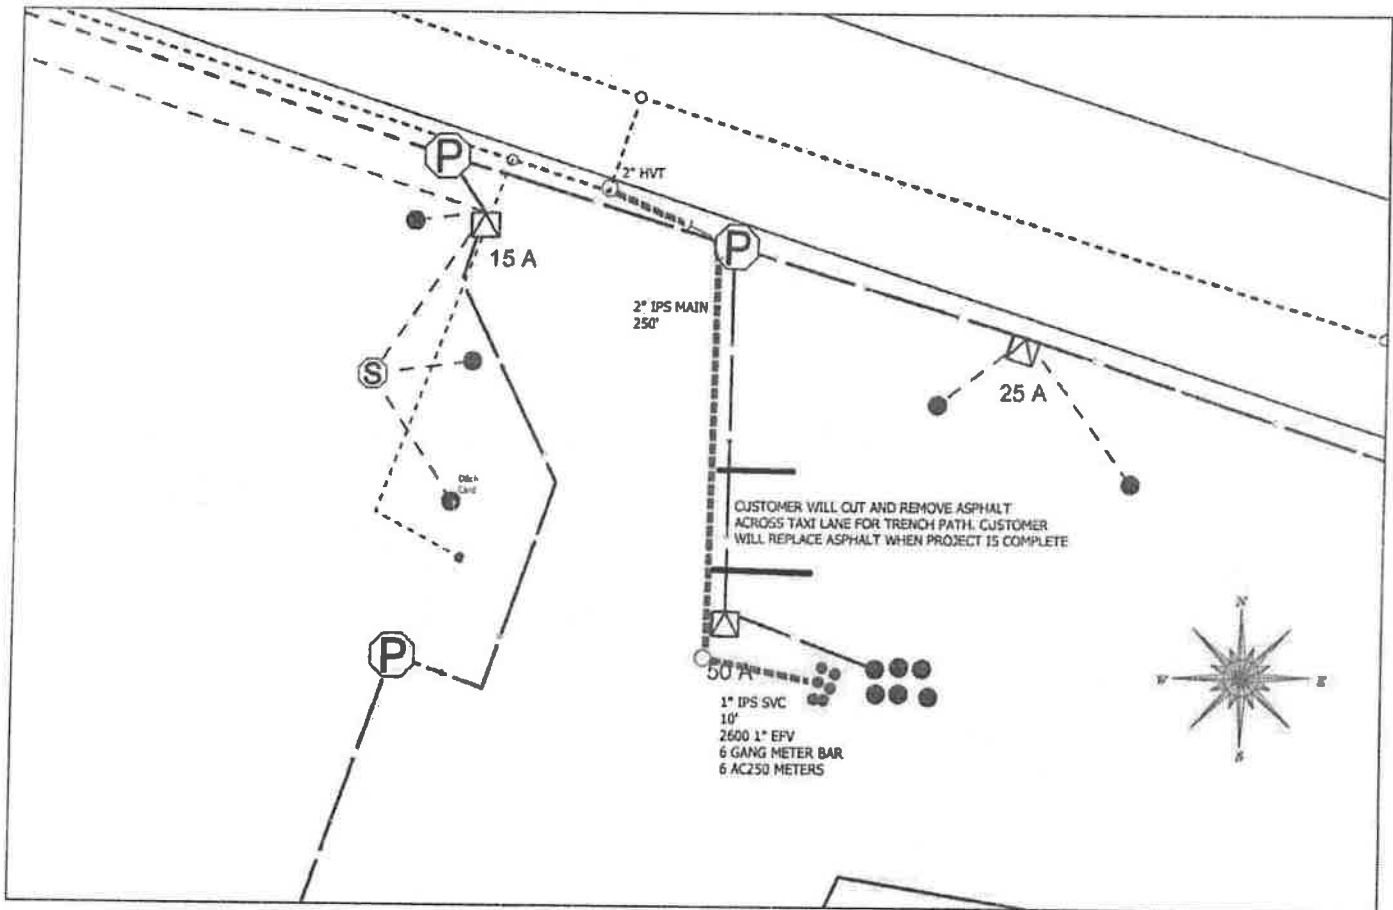 P
2" HVT
P
15 A
2" IPS MAIN
250'
S
25 A
CUSTOMER WILL CUT AND REMOVE ASPHALT
ACROSS TAXI LANE FOR TRENCH PATH. CUSTOMER
WILL REPLACE ASPHALT WHEN PROJECT IS COMPLETE
P
N
W
E
S
50 A
1" IPS SVC
10'
2600 1" EFV
6 GANG METER BAR
6 AC250 METERS